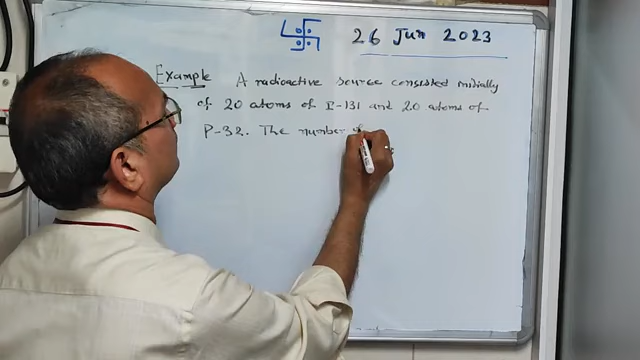 26 Jun 2023
Example A radioactive source consisted initially
of 20 atoms of I-131 and 20 atoms of
P-32. The number of